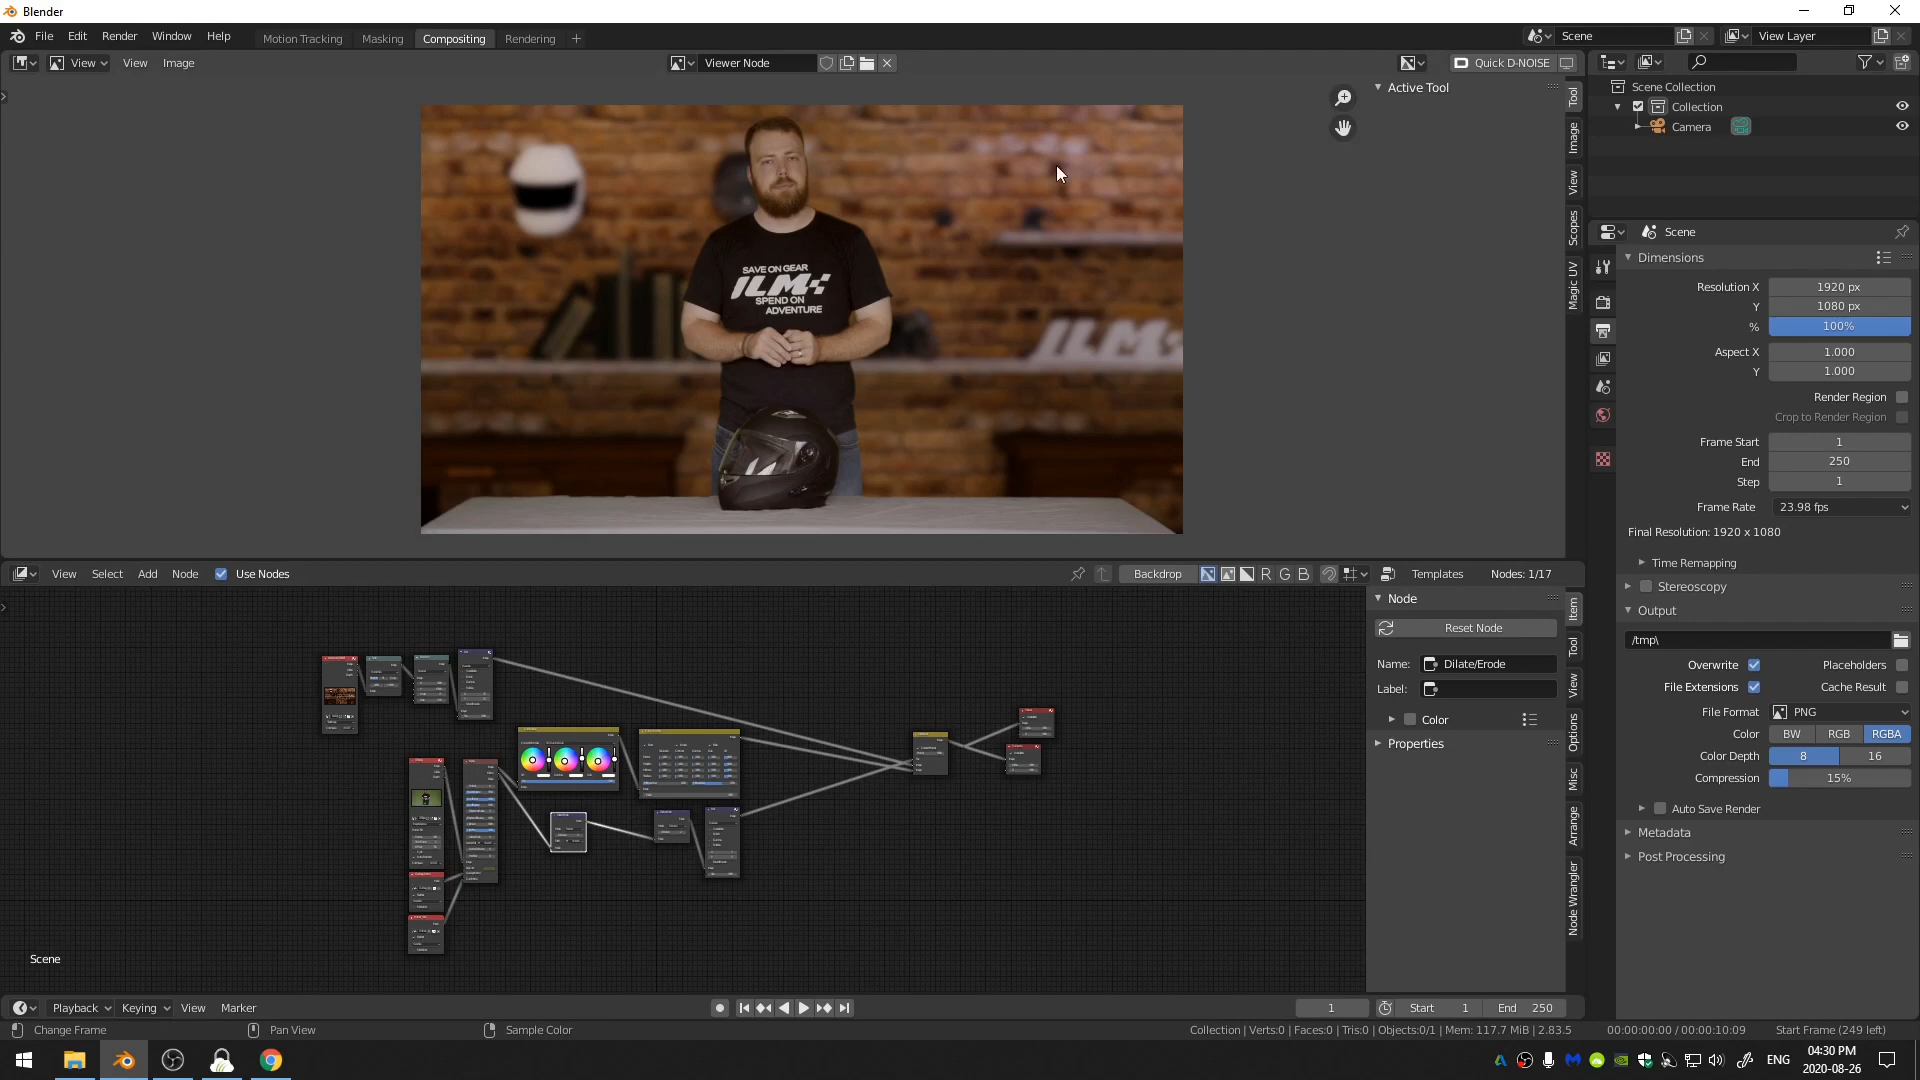 Blender
File Edit Render Window Help Motion Tracking Masking Compositing Rendering + Scene View Layer
View View Image Viewer Node Quick D-NOISE
Active Tool
Tool
Image
View
Scopes
Magic UV
Scene Collection
Collection
Camera
SAVE ON GEAR
ILM
SPEND ON
ADVENTURE
ILM
Scene
Dimensions
Resolution X 1920 px
Y 1080 px
% 100%
Aspect X 1.000
Y 1.000
Render Region
Crop to Render Region
Frame Start 1
End 250
Step 1
Frame Rate 23.98 fps
Final Resolution: 1920 x 1080
Time Remapping
Stereoscopy
Output
/tmp\
Overwrite Placeholders
File Extensions Cache Result
File Format PNG
Color BW RGB RGBA
Color Depth 8 16
Compression 15%
Auto Save Render
Metadata
Post Processing
View Select Add Node Use Nodes Backdrop R G B Templates Nodes: 1/17
Node
Reset Node
Name: Dilate/Erode
Label:
Color
Properties
Item
Tool
View
Options
Misc
Arrange
Node Wrangler
Scene
Playback Keying View Marker 1 Start 1 End 250
Change Frame Pan View Sample Color Collection | Verts:0 | Faces:0 | Tris:0 | Objects:0/1 | Mem: 117.7 MiB | 2.83.5 00:00:00:00 / 00:00:10:09 Start Frame (249 left)
ENG 04:30 PM
2020-08-26